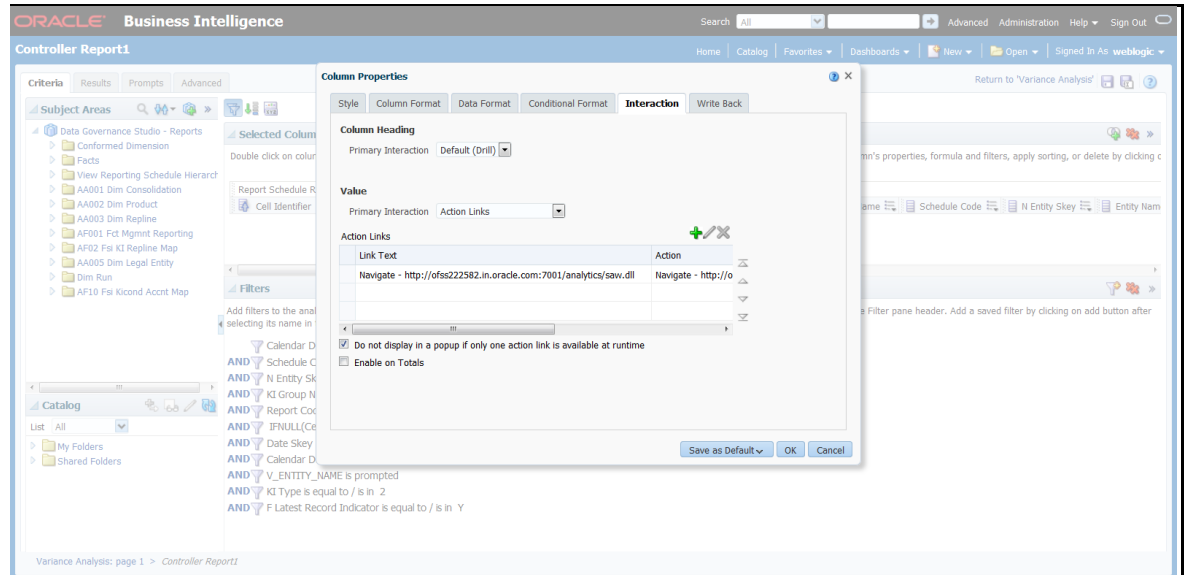 ORACLE Business Intelligence
Search All Advanced Administration Help Sign Out
Controller Report1
Home Catalog Favorites Dashboards New Open Signed In As weblogic
Criteria Results Prompts Advanced
Return to 'Variance Analysis'
Subject Areas
Data Governance Studio - Reports
Conformed Dimension
Facts
View Reporting Schedule Hierarch
AA001 Dim Consolidation
AA002 Dim Product
AA003 Dim Repline
AF001 Fct Mgmnt Reporting
AF02 Fsi KI Repline Map
AA005 Dim Legal Entity
Dim Run
AF10 Fsi Kicond Accnt Map
Catalog
List All
My Folders
Shared Folders
Selected Colum
Double click on colum
mn's properties, formula and filters, apply sorting, or delete by clicking o
Report Schedule R
Cell Identifier
ame Schedule Code N Entity Skey Entity Nam
Filters
Add filters to the anal
e Filter pane header. Add a saved filter by clicking on add button after
selecting its name in
Calendar D
AND Schedule C
AND N Entity Sk
AND KI Group N
AND Report Coc
AND IFNULL(Ce
AND Date Skey
AND Calendar D
AND V_ENTITY_NAME is prompted
AND KI Type is equal to / is in 2
AND F Latest Record Indicator is equal to / is in Y
Column Properties
Style Column Format Data Format Conditional Format Interaction Write Back
Column Heading
Primary Interaction Default (Drill)
Value
Primary Interaction Action Links
Action Links
Link Text Action
Navigate - http://ofss222582.in.oracle.com:7001/analytics/saw.dll Navigate - http://o
Do not display in a popup if only one action link is available at runtime
Enable on Totals
Save as Default OK Cancel
Variance Analysis: page 1 > Controller Report1